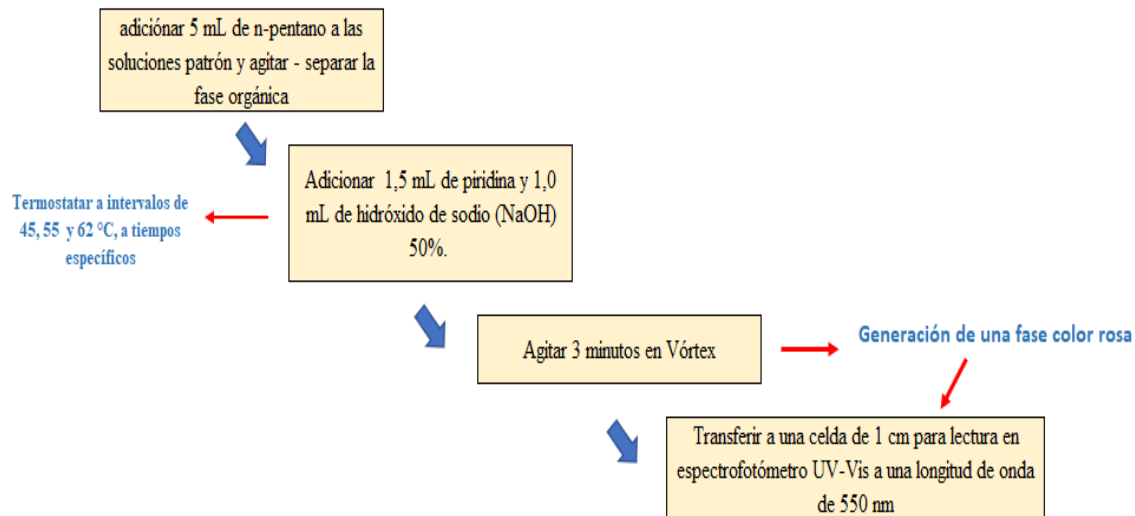 adiciónar 5 mL de n-pentano a las
soluciones patrón y agitar - separar la
fase orgánica
Adicionar 1,5 mL de piridina y 1,0
mL de hidróxido de sodio (NaOH)
50%.
Termostatar a intervalos de
45, 55 y 62 °C, a tiempos
específicos
Agitar 3 minutos en Vórtex
Generación de una fase color rosa
Transferir a una celda de 1 cm para lectura en
espectrofotómetro UV-Vis a una longitud de onda
de 550 nm